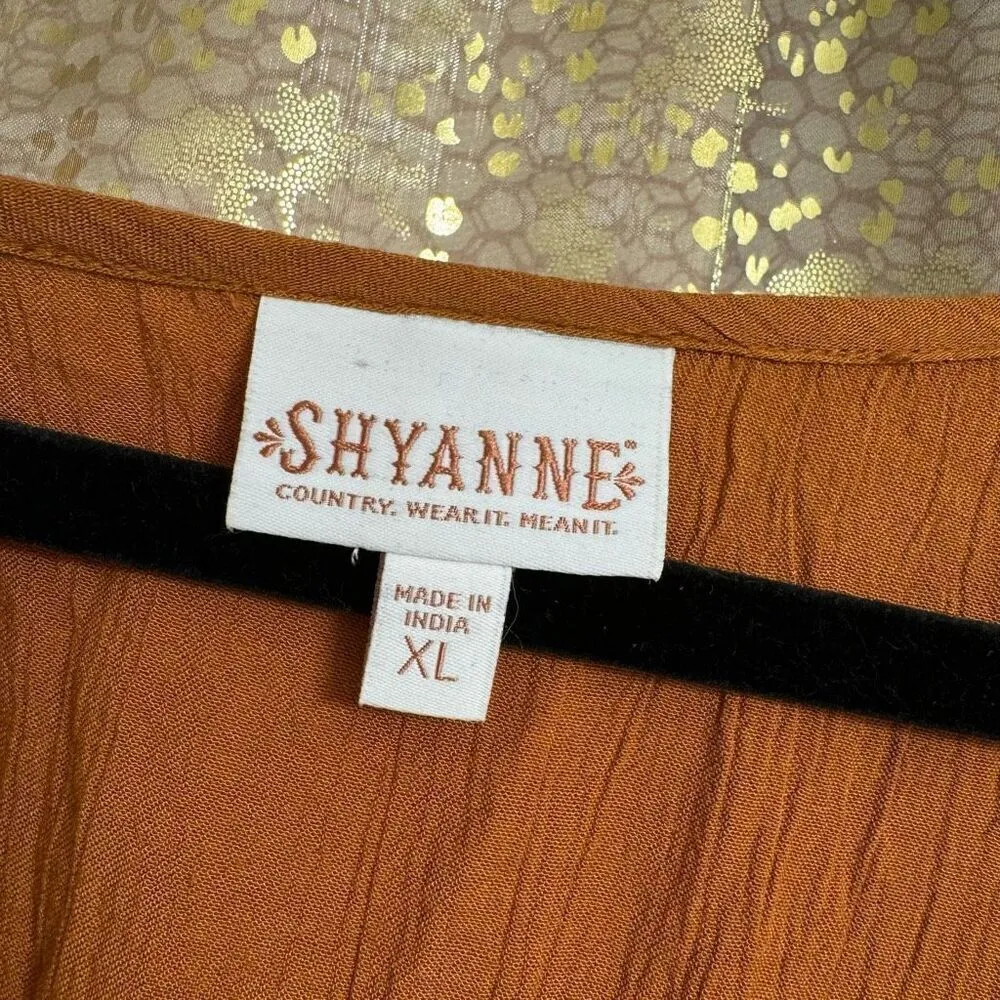 SHYANNE®
COUNTRY. WEAR IT. MEAN IT.
MADE IN
INDIA
XL